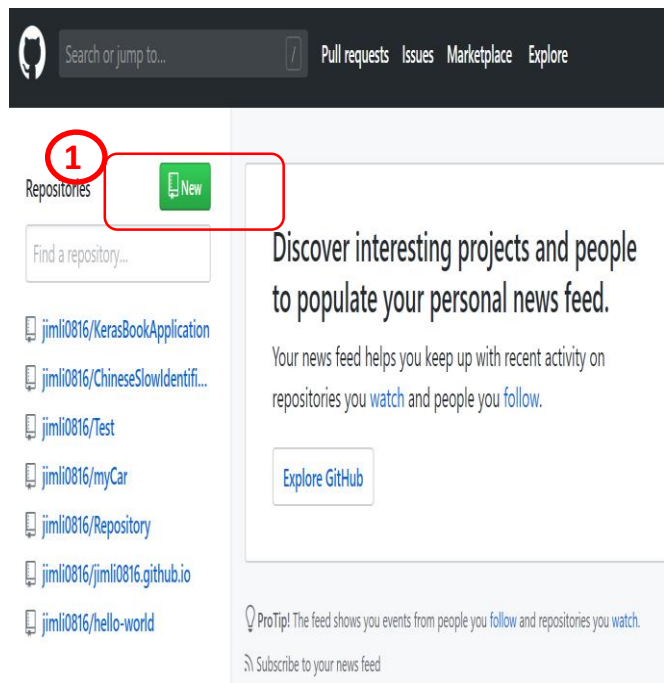 Search or jump to... / Pull requests Issues Marketplace Explore
1
Repositories New
Find a repository...
jimli0816/KerasBookApplication
jimli0816/ChineseSlowIdentifi...
jimli0816/Test
jimli0816/myCar
jimli0816/Repository
jimli0816/jimli0816.github.io
jimli0816/hello-world
Discover interesting projects and people
to populate your personal news feed.
Your news feed helps you keep up with recent activity on
repositories you watch and people you follow.
Explore GitHub
ProTip! The feed shows you events from people you follow and repositories you watch.
Subscribe to your news feed